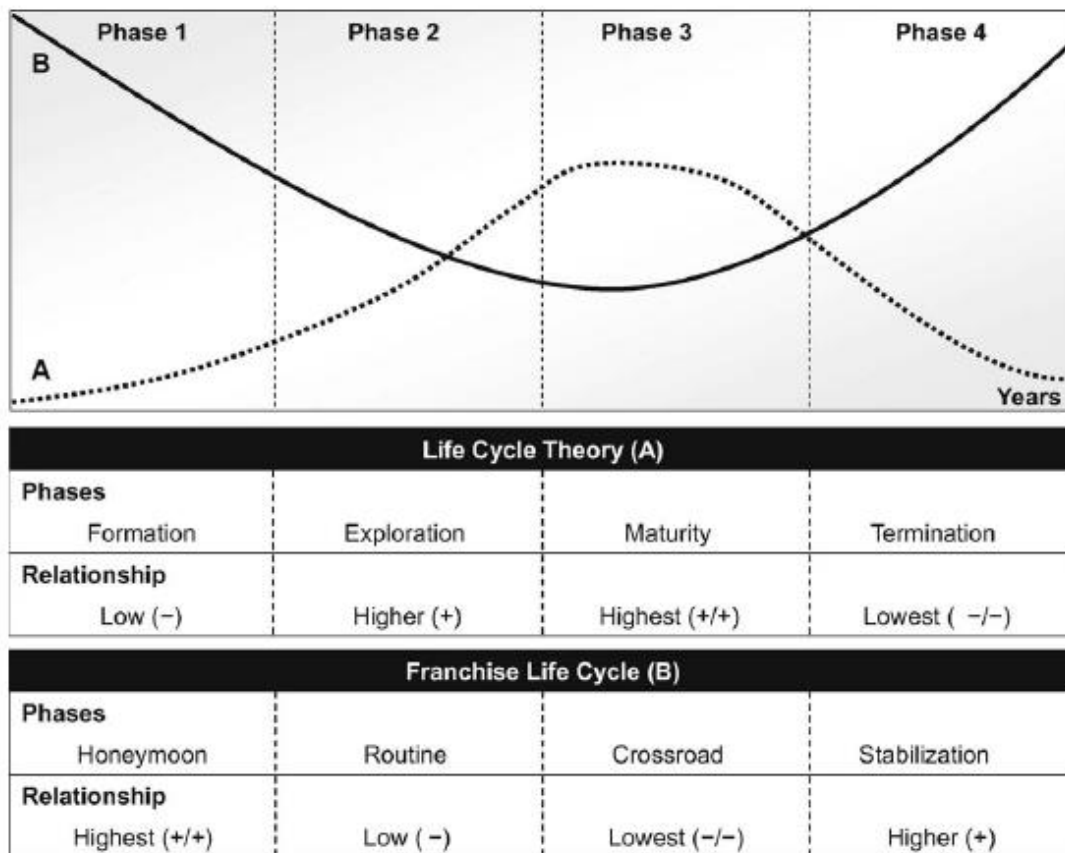 Phase 1 Phase 2 Phase 3 Phase 4
B
A
Years
Life Cycle Theory (A)
Phases
Formation Exploration Maturity Termination
Relationship
Low (−) Higher (+) Highest (+/+) Lowest ( −/−)
Franchise Life Cycle (B)
Phases
Honeymoon Routine Crossroad Stabilization
Relationship
Highest (+/+) Low ( −) Lowest (−/−) Higher (+)